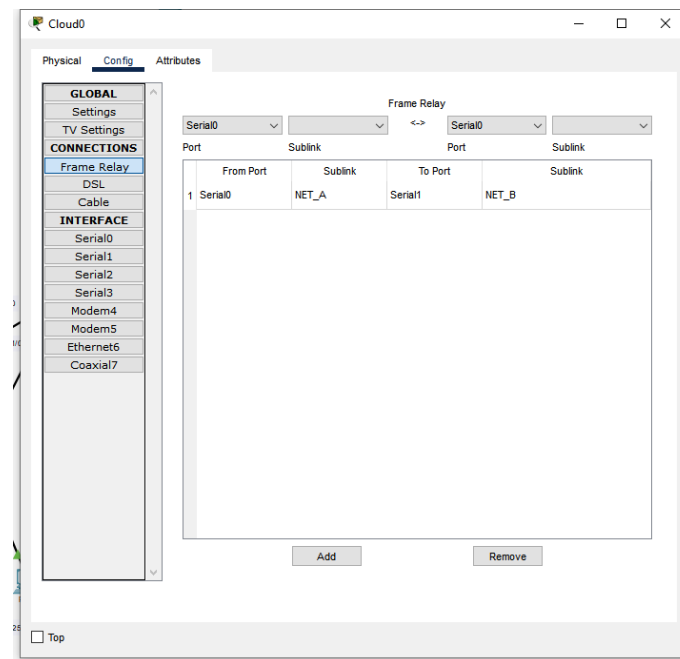 Cloud0
Physical Config Attributes
GLOBAL
Settings
TV Settings
CONNECTIONS
Frame Relay
DSL
Cable
INTERFACE
Serial0
Serial1
Serial2
Serial3
Modem4
Modem5
Ethernet6
Coaxial7
Frame Relay
Serial0 <-> Serial0
Port Sublink Port Sublink
From Port Sublink To Port Sublink
1 Serial0 NET_A Serial1 NET_B
Add Remove
Top
25